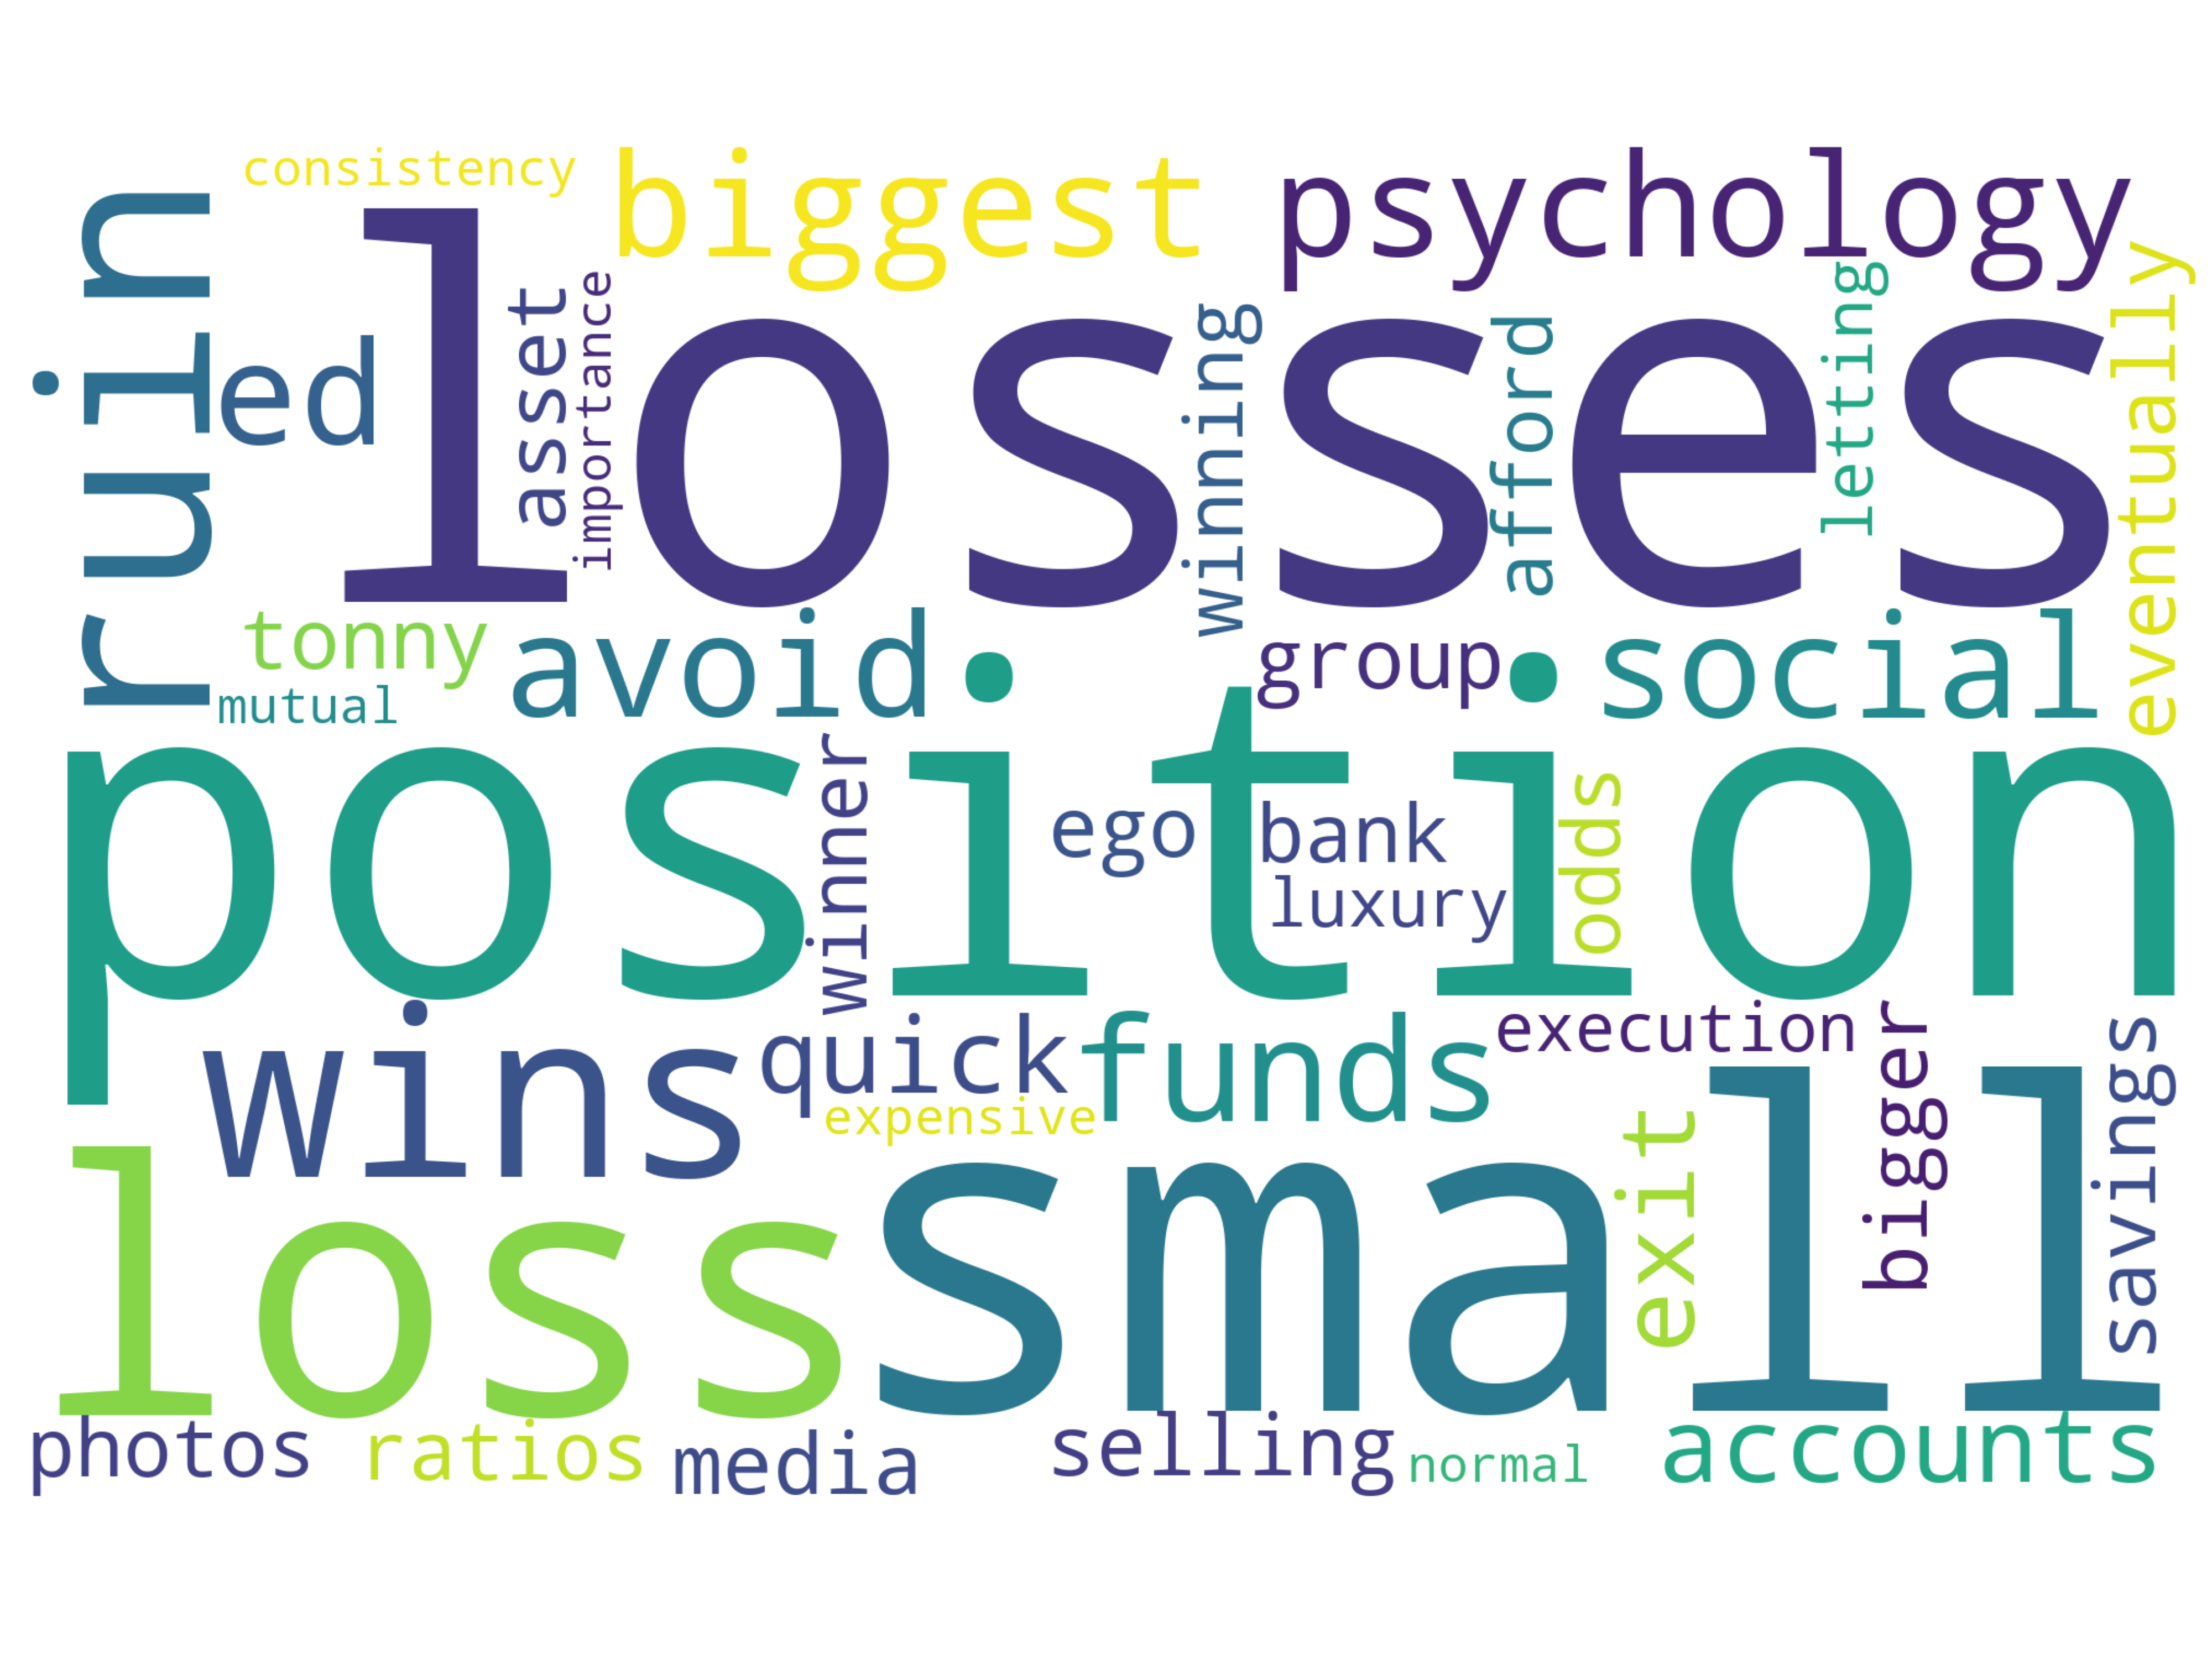 consistency
biggest
psychology
ruin
ed
asset
importance
losses
winning
afford
letting
eventually
tonny
avoid
group
social
mutual
position
winner
ego
bank
luxury
odds
wins
quick
funds
execution
expensive
bigger
savings
loss
small
exit
photos
ratios
media
selling
normal
accounts